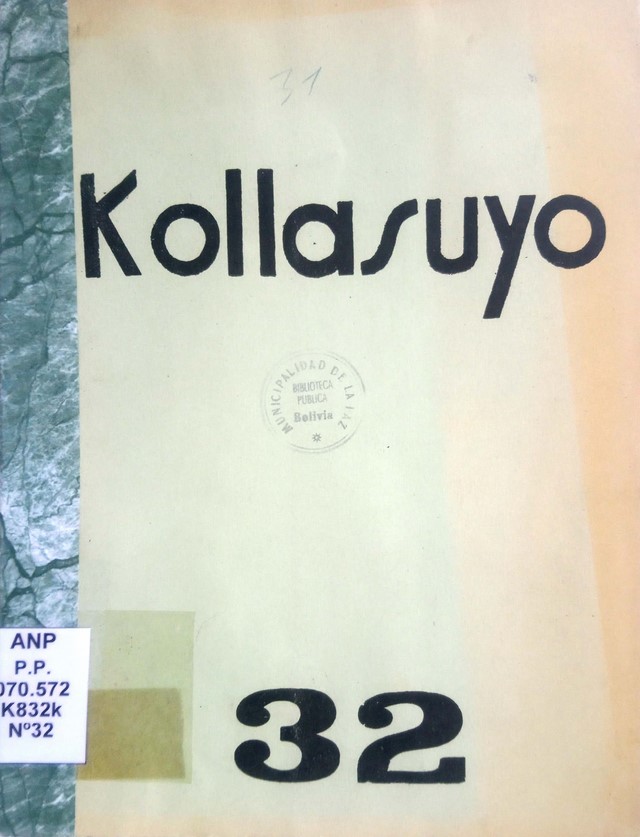 31
Kollasuyo
MUNICIPALIDAD DE LA PAZ
BIBLIOTECA
PUBLICA
Bolivia
32
ANP
P.P.
070.572
K832k
Nº32